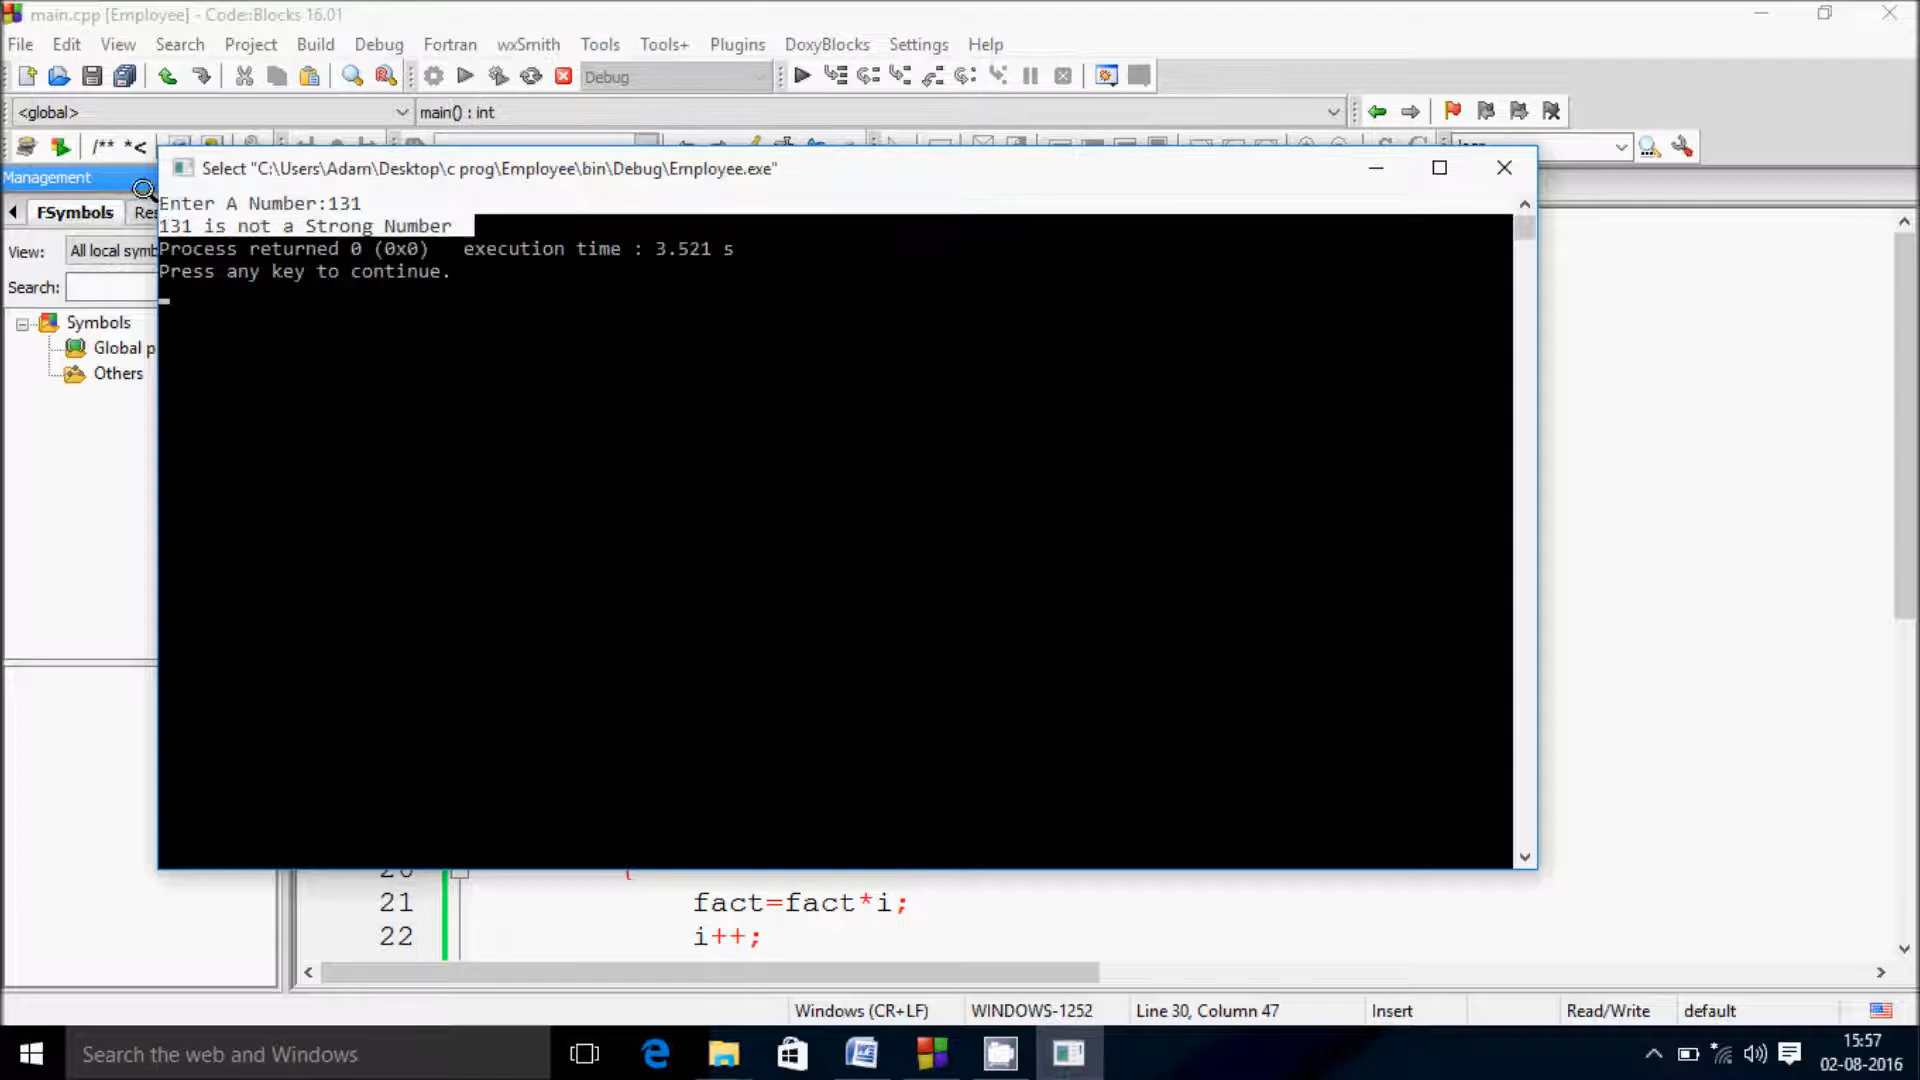 main.cpp [Employee] - Code::Blocks 16.01
File Edit View Search Project Build Debug Fortran wxSmith Tools Tools+ Plugins DoxyBlocks Settings Help
Debug
<global> main() : int
/** *<
Management
Select "C:\Users\Adam\Desktop\c prog\Employee\bin\Debug\Employee.exe"
FSymbols Res
View: All local symb
Search:
Symbols
Global p
Others
Enter A Number:131
131 is not a Strong Number
Process returned 0 (0x0) execution time : 3.521 s
Press any key to continue.
20 {
21 fact=fact*i;
22 i++;
Windows (CR+LF) WINDOWS-1252 Line 30, Column 47 Insert Read/Write default
Search the web and Windows
15:57
02-08-2016